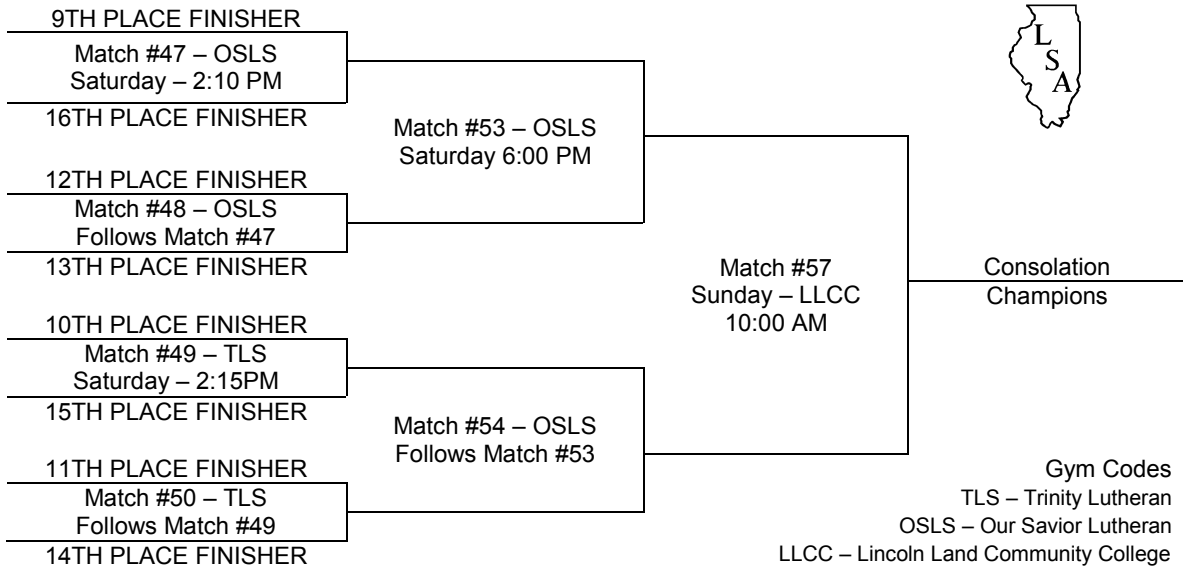 9TH PLACE FINISHER
Match #47 – OSLS
Saturday – 2:10 PM
16TH PLACE FINISHER
12TH PLACE FINISHER
Match #48 – OSLS
Follows Match #47
13TH PLACE FINISHER
10TH PLACE FINISHER
Match #49 – TLS
Saturday – 2:15PM
15TH PLACE FINISHER
11TH PLACE FINISHER
Match #50 – TLS
Follows Match #49
14TH PLACE FINISHER
Match #53 – OSLS
Saturday 6:00 PM
Match #54 – OSLS
Follows Match #53
Match #57
Sunday – LLCC
10:00 AM
Consolation
Champions
L
S
A
Gym Codes
TLS – Trinity Lutheran
OSLS – Our Savior Lutheran
LLCC – Lincoln Land Community College